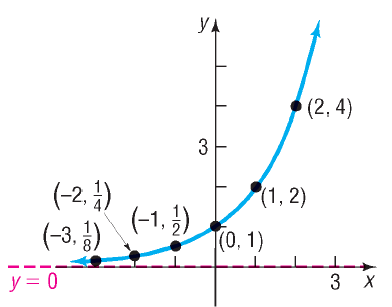 y
(2, 4)
3
(-2, 1/4)
(1, 2)
(-1, 1/2)
(-3, 1/8)
(0, 1)
y = 0
3
x